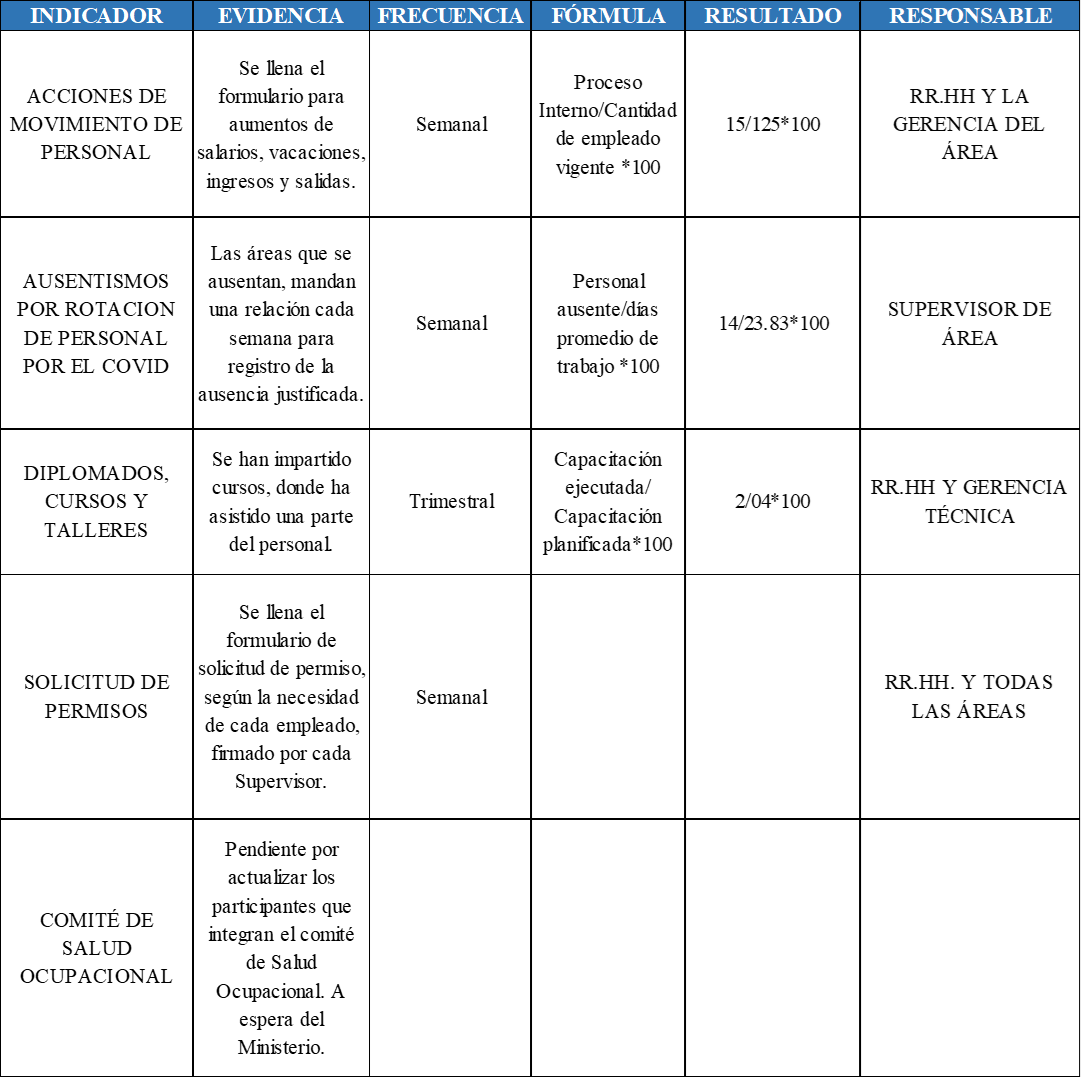 INDICADOR EVIDENCIA FRECUENCIA FÓRMULA RESULTADO RESPONSABLE
ACCIONES DE
MOVIMIENTO DE
PERSONAL
Se llena el
formulario para
aumentos de
salarios, vacaciones,
ingresos y salidas.
Semanal
Proceso
Interno/Cantidad
de empleado
vigente *100
15/125*100
RR.HH Y LA
GERENCIA DEL
ÁREA
AUSENTISMOS
POR ROTACION
DE PERSONAL
POR EL COVID
Las áreas que se
ausentan, mandan
una relación cada
semana para
registro de la
ausencia justificada.
Semanal
Personal
ausente/días
promedio de
trabajo *100
14/23.83*100
SUPERVISOR DE
ÁREA
DIPLOMADOS,
CURSOS Y
TALLERES
Se han impartido
cursos, donde ha
asistido una parte
del personal.
Trimestral
Capacitación
ejecutada/
Capacitación
planificada*100
2/04*100
RR.HH Y GERENCIA
TÉCNICA
SOLICITUD DE
PERMISOS
Se llena el
formulario de
solicitud de permiso,
según la necesidad
de cada empleado,
firmado por cada
Supervisor.
Semanal
RR.HH. Y TODAS
LAS ÁREAS
COMITÉ DE
SALUD
OCUPACIONAL
Pendiente por
actualizar los
participantes que
integran el comité
de Salud
Ocupacional. A
espera del
Ministerio.